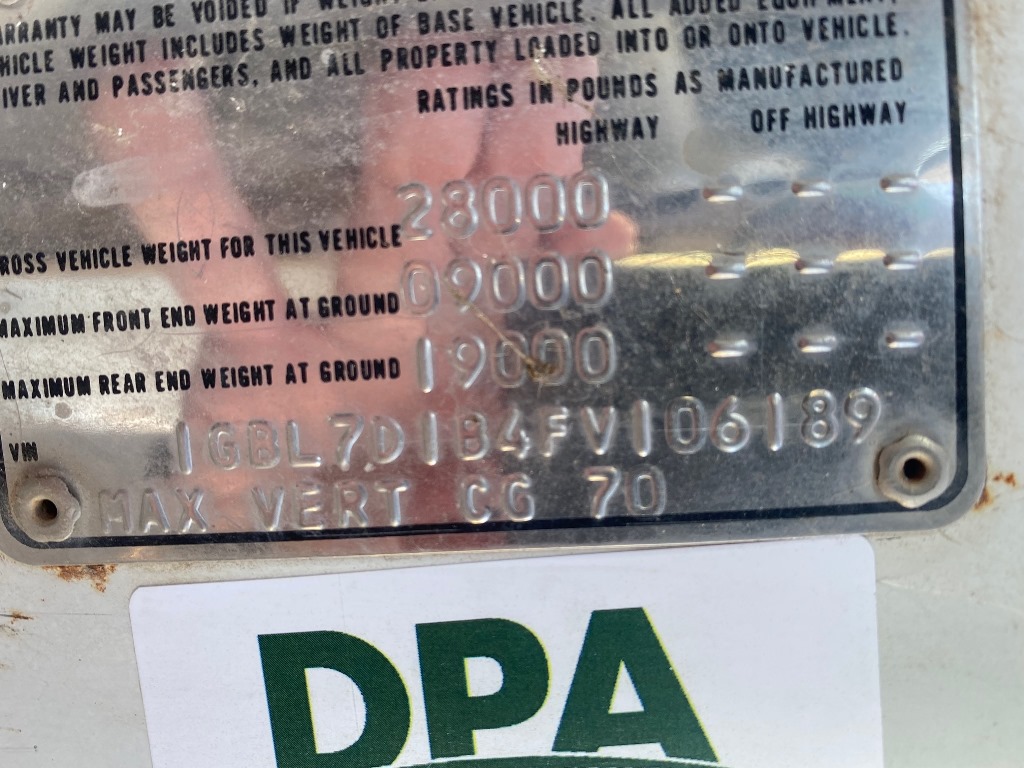 ARRANTY MAY BE VOIDED IF WEIGHT
HICLE WEIGHT INCLUDES WEIGHT OF BASE VEHICLE. ALL ADDED EQUIPMENT,
IVER AND PASSENGERS, AND ALL PROPERTY LOADED INTO OR ONTO VEHICLE.
RATINGS IN POUNDS AS MANUFACTURED
HIGHWAY OFF HIGHWAY
ROSS VEHICLE WEIGHT FOR THIS VEHICLE 28000 - - -
MAXIMUM FRONT END WEIGHT AT GROUND 09000 - - -
MAXIMUM REAR END WEIGHT AT GROUND 19000 - - -
VIN 1GBL7D1B4FV106189
MAX VERT CG 70
DPA